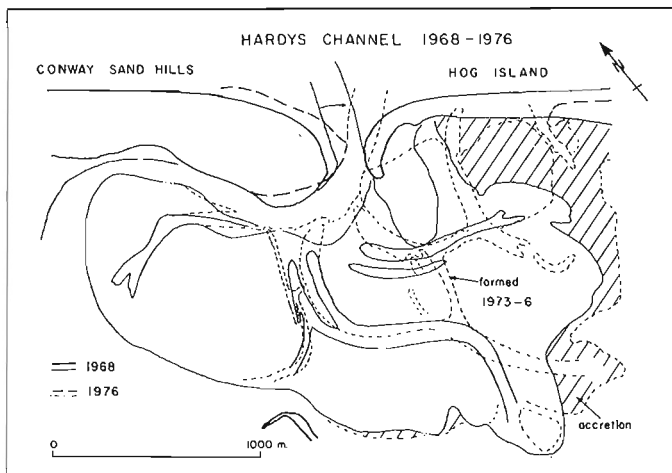 HARDYS CHANNEL 1968-1976
CONWAY SAND HILLS
HOG ISLAND
N
formed
1973-6
1968
1976
accretion
0 1000 m.